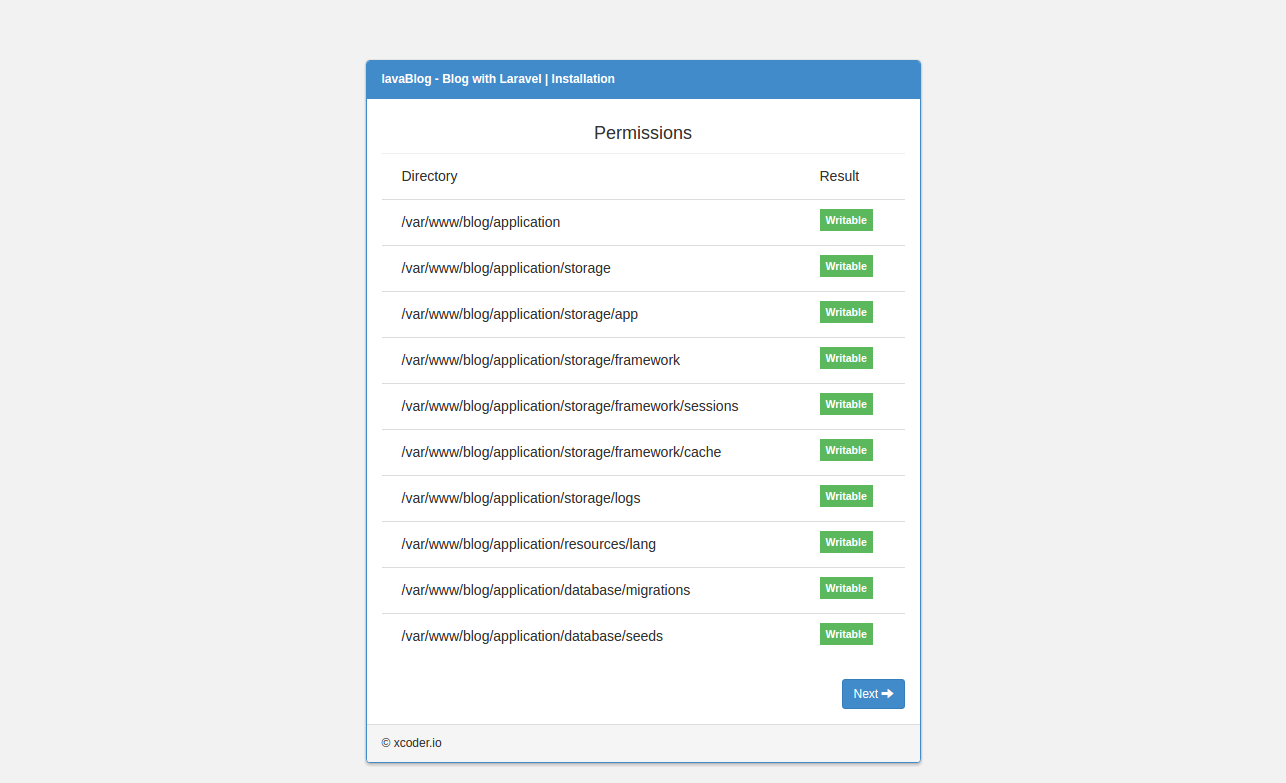 lavaBlog - Blog with Laravel | Installation
Permissions
Directory Result
/var/www/blog/application Writable
/var/www/blog/application/storage Writable
/var/www/blog/application/storage/app Writable
/var/www/blog/application/storage/framework Writable
/var/www/blog/application/storage/framework/sessions Writable
/var/www/blog/application/storage/framework/cache Writable
/var/www/blog/application/storage/logs Writable
/var/www/blog/application/resources/lang Writable
/var/www/blog/application/database/migrations Writable
/var/www/blog/application/database/seeds Writable
Next
© xcoder.io